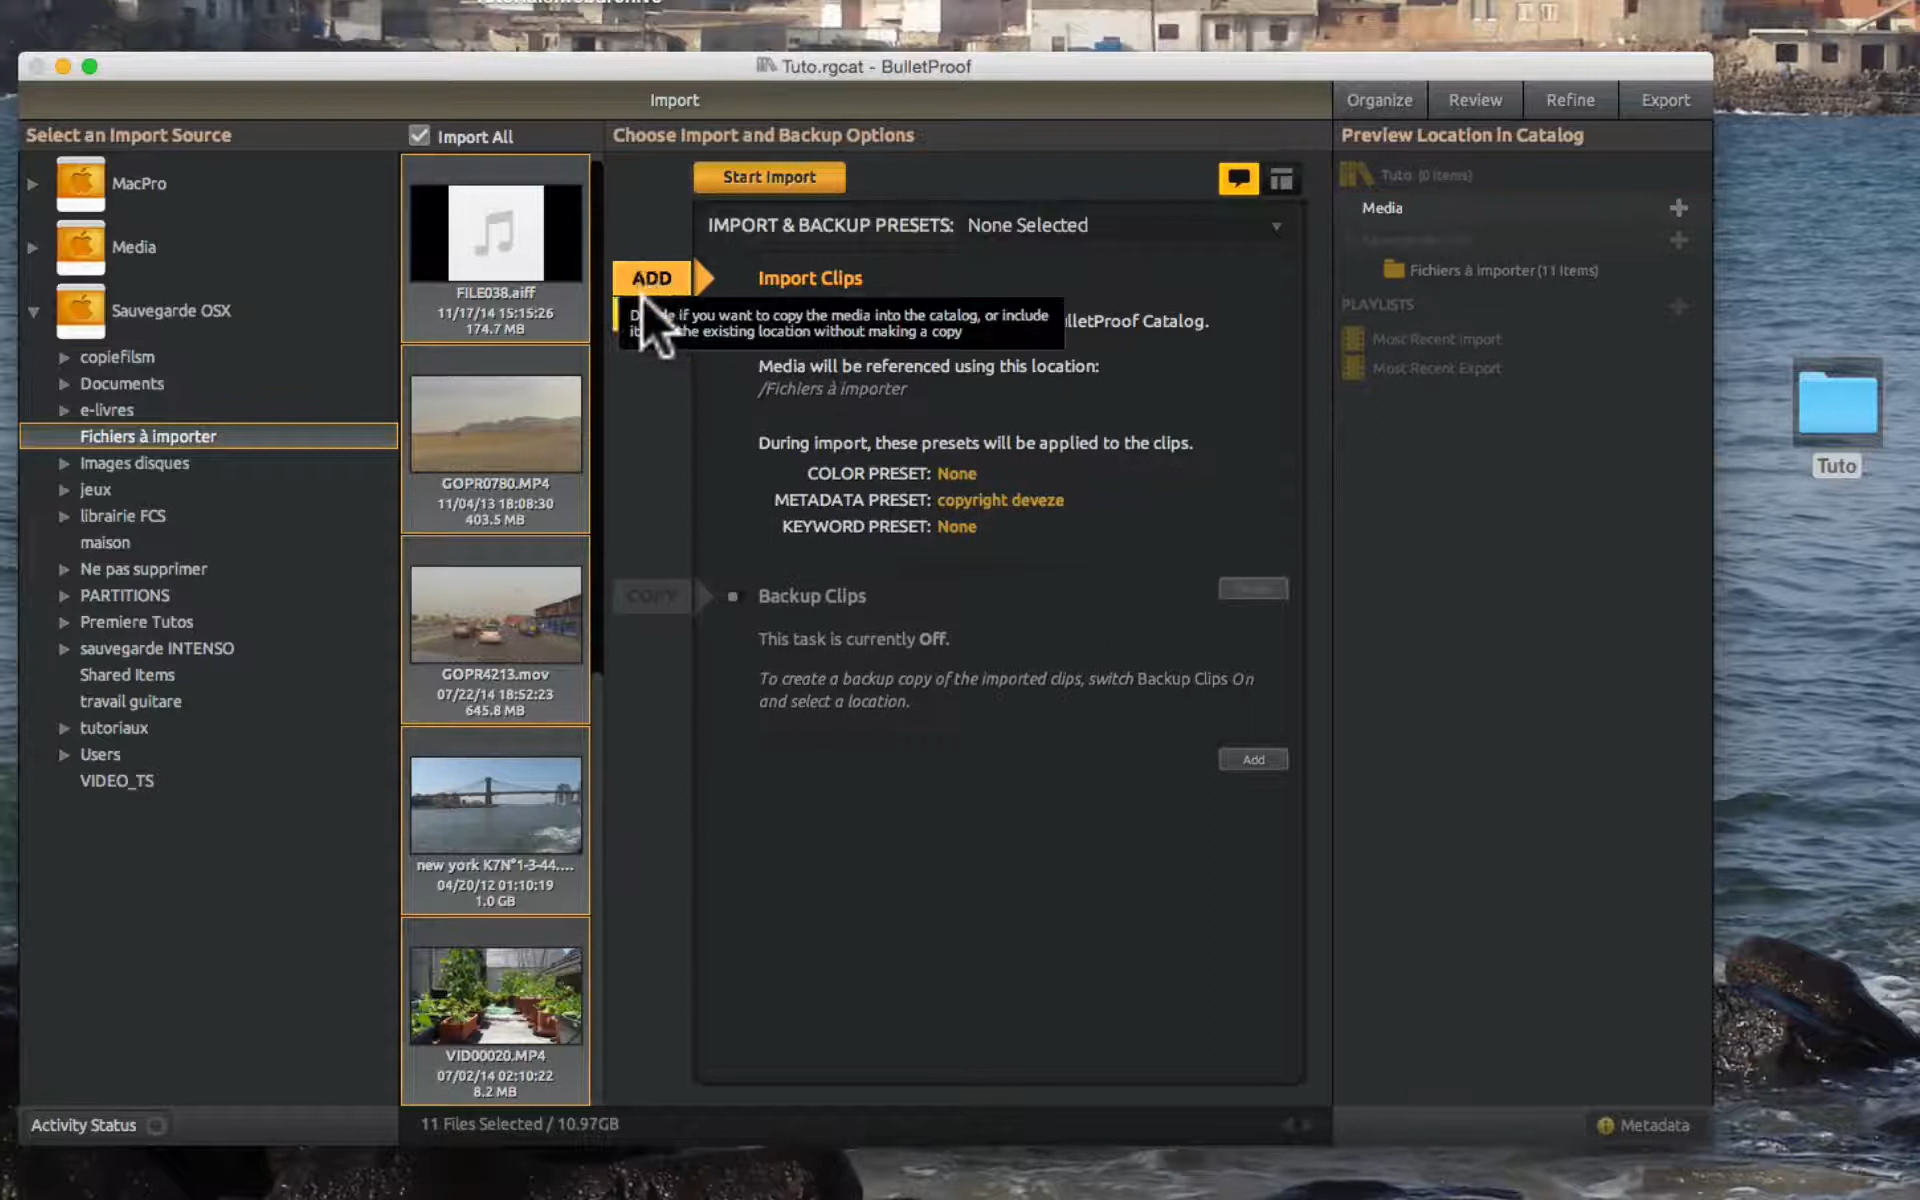 Tuto.rgcat - BulletProof
Import
Organize
Review
Refine
Export
Select an Import Source
MacPro
Media
Sauvegarde OSX
copiefilsm
Documents
e-livres
Fichiers à importer
Images disques
jeux
librairie FCS
maison
Ne pas supprimer
PARTITIONS
Premiere Tutos
sauvegarde INTENSO
Shared Items
travail guitare
tutoriaux
Users
VIDEO_TS
Activity Status
Import All
FILE038.aiff
11/17/14 15:15:26
174.7 MB
GOPR0780.MP4
11/04/13 18:08:30
403.5 MB
GOPR4213.mov
07/22/14 18:52:23
645.8 MB
new york K7N°1-3-44....
04/20/12 01:10:19
1.0 GB
VID00020.MP4
07/02/14 02:10:22
8.2 MB
11 Files Selected / 10.97GB
Choose Import and Backup Options
Start Import
IMPORT & BACKUP PRESETS: None Selected
ADD
Import Clips
if you want to copy the media into the catalog, or include
the existing location without making a copy
lletProof Catalog.
Media will be referenced using this location:
/Fichiers à importer
During import, these presets will be applied to the clips.
COLOR PRESET: None
METADATA PRESET: copyright deveze
KEYWORD PRESET: None
COPY
Backup Clips
This task is currently Off.
To create a backup copy of the imported clips, switch Backup Clips On
and select a location.
Add
Preview Location in Catalog
Tuto (0 Items)
Media
Fichiers à importer (11 Items)
PLAYLISTS
Most Recent Import
Most Recent Export
Metadata
Tuto